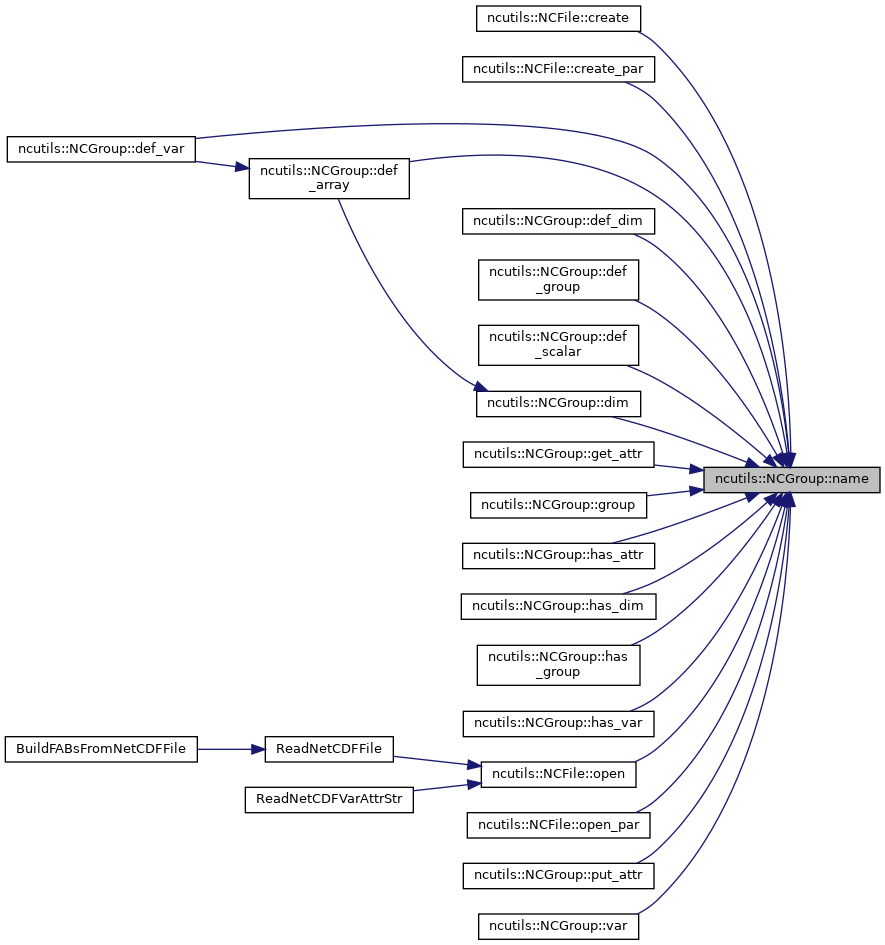 ncutils::NCFile::create
ncutils::NCFile::create_par
ncutils::NCGroup::def_var
ncutils::NCGroup::def
_array
ncutils::NCGroup::def_dim
ncutils::NCGroup::def
_group
ncutils::NCGroup::def
_scalar
ncutils::NCGroup::dim
ncutils::NCGroup::get_attr
ncutils::NCGroup::name
ncutils::NCGroup::group
ncutils::NCGroup::has_attr
ncutils::NCGroup::has_dim
ncutils::NCGroup::has
_group
ncutils::NCGroup::has_var
BuildFABsFromNetCDFFile
ReadNetCDFFile
ncutils::NCFile::open
ReadNetCDFVarAttrStr
ncutils::NCFile::open_par
ncutils::NCGroup::put_attr
ncutils::NCGroup::var